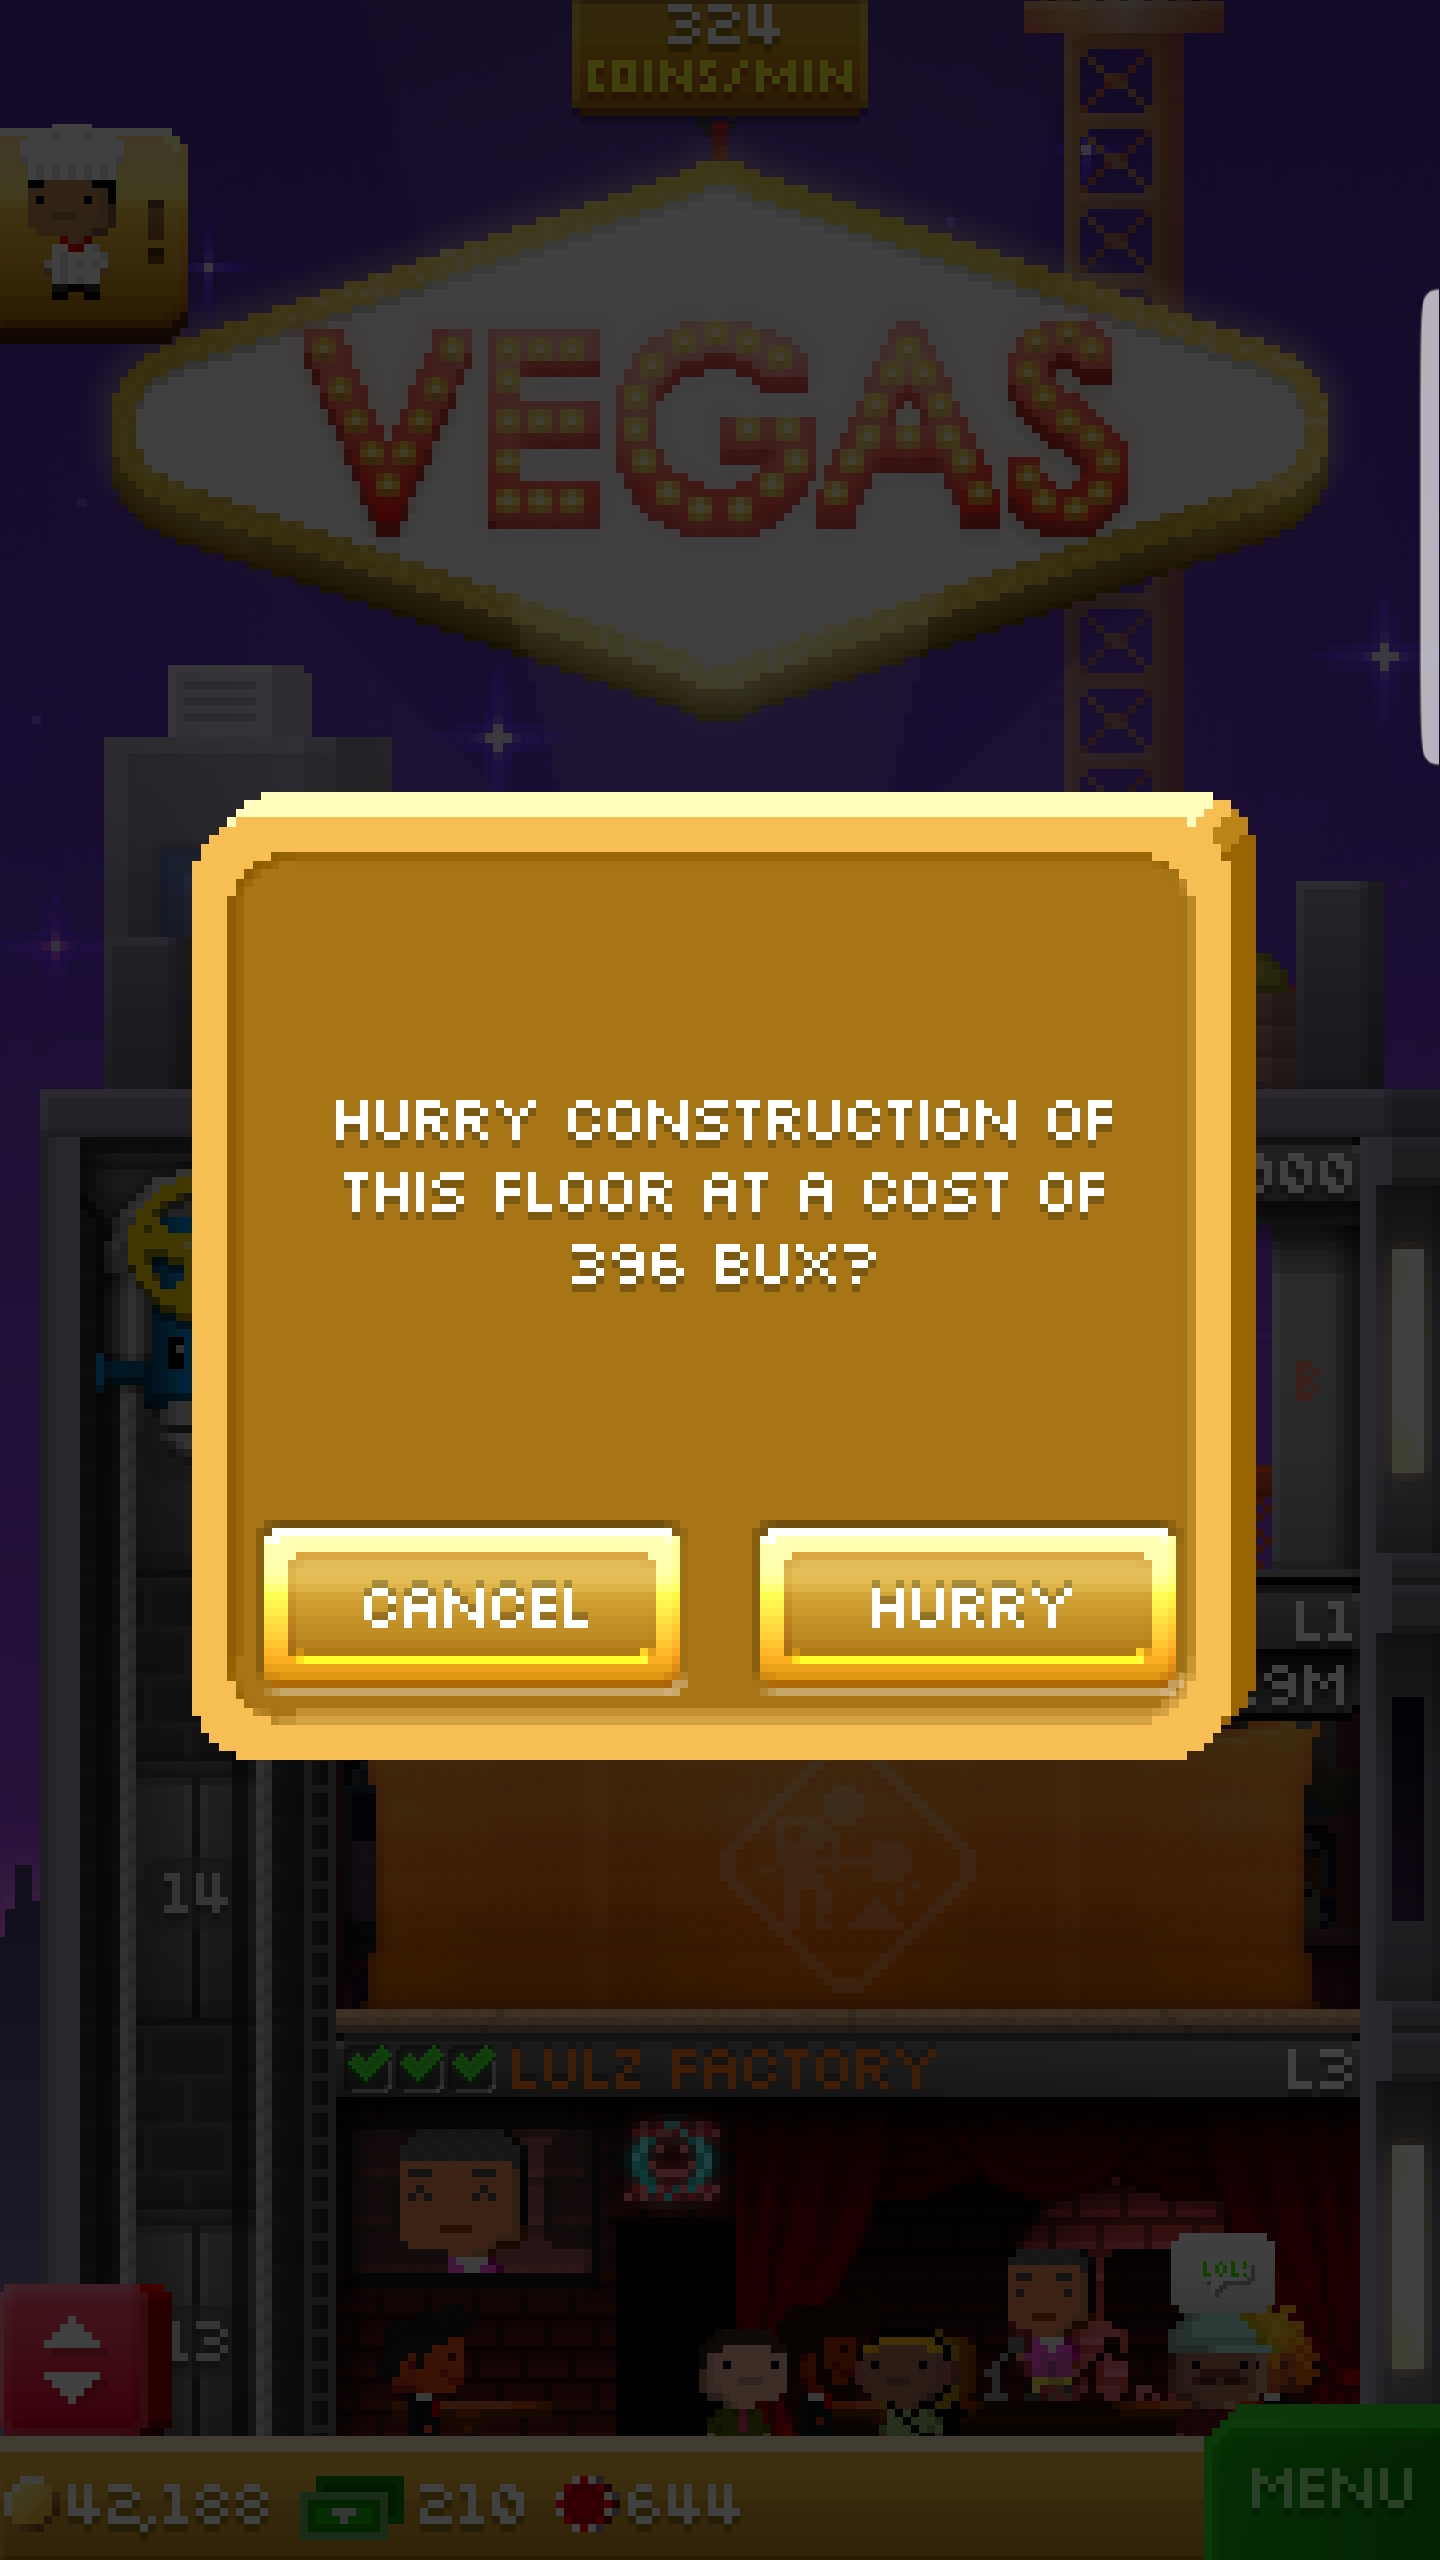 324
COINS/MIN
VEGAS
HURRY CONSTRUCTION OF
THIS FLOOR AT A COST OF
396 BUX?
CANCEL
HURRY
000
B
L1
9M
14
LULZ FACTORY
L3
LOL!
13
42,188
210
644
MENU